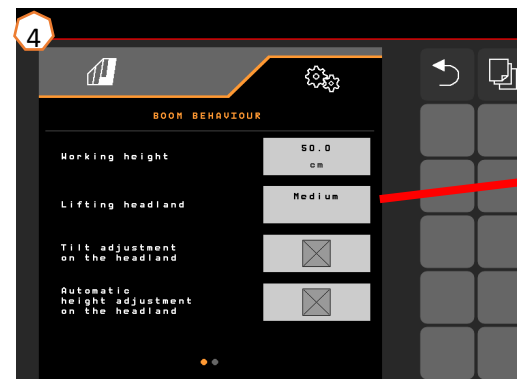 4
BOOM BEHAVIOUR
Working height
50.0
cm
Lifting headland
Medium
Tilt adjustment
on the headland
Automatic
height adjustment
on the headland